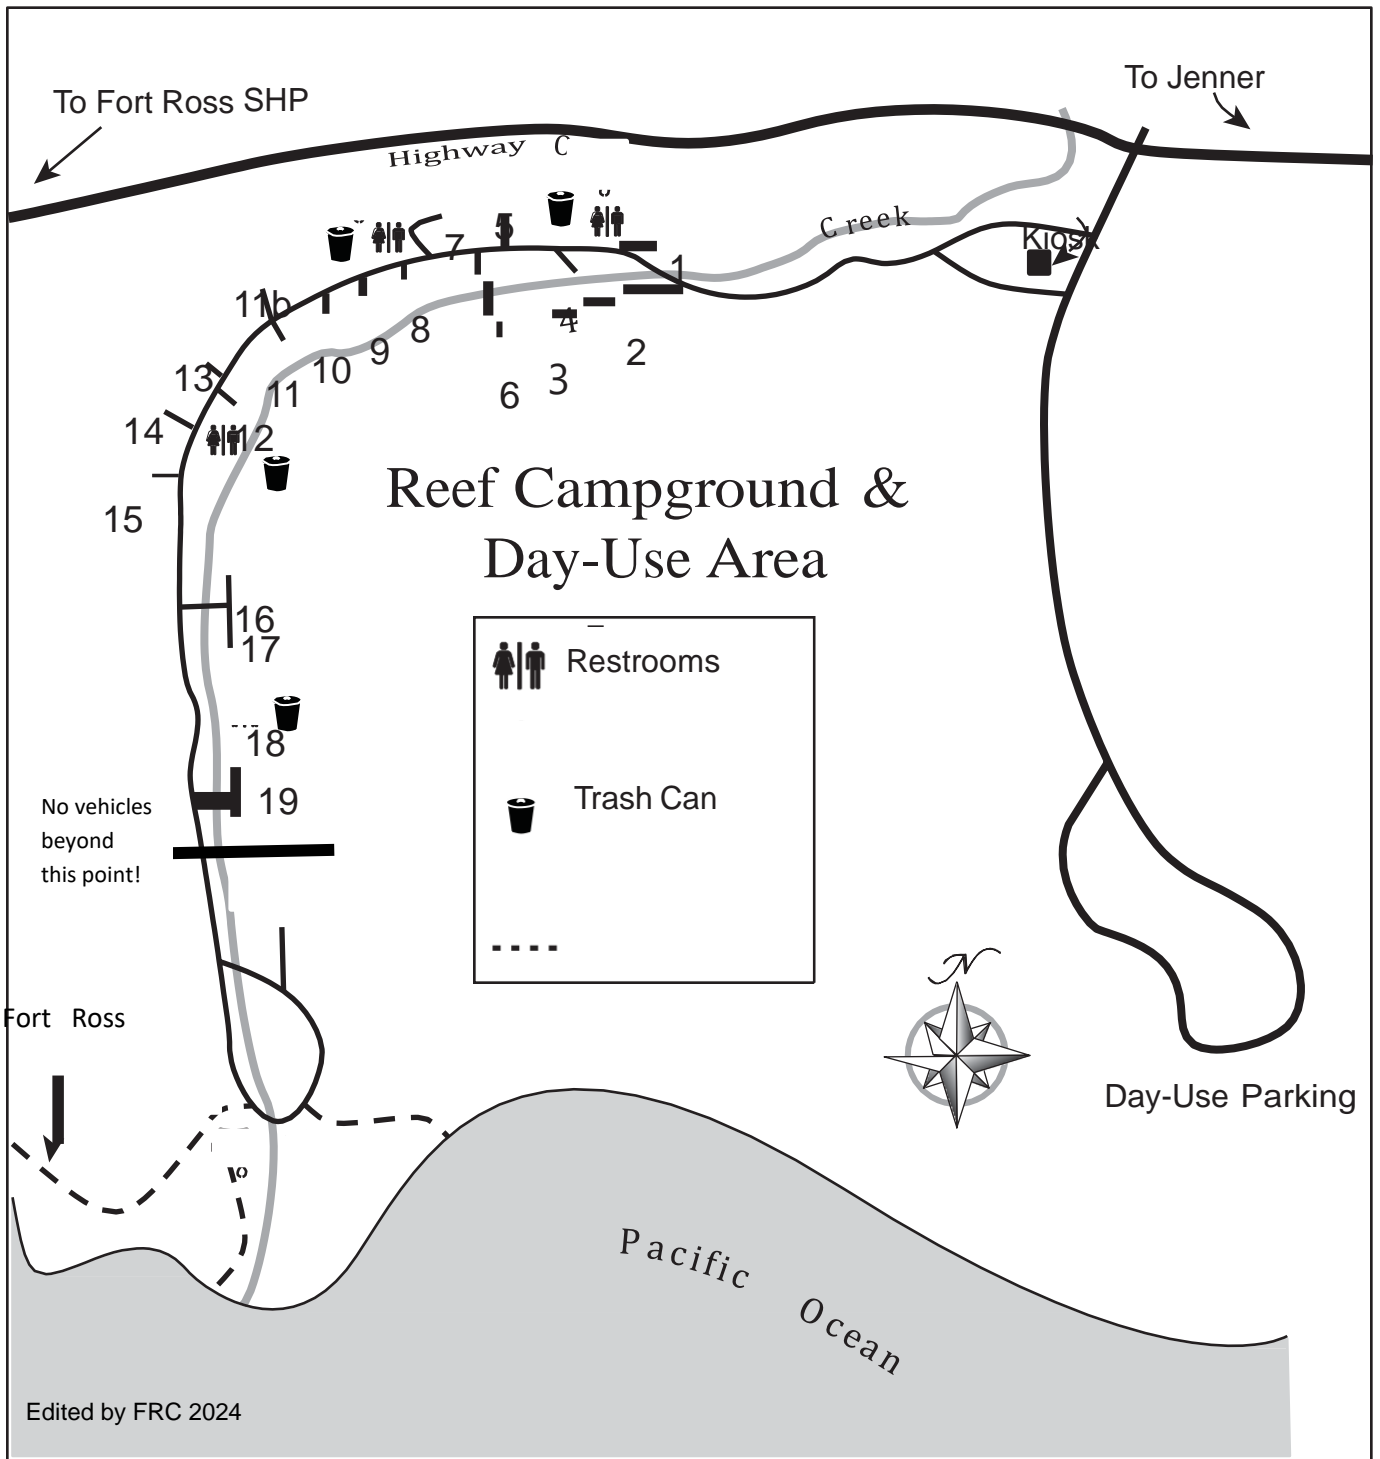 To Jenner
To Fort Ross SHP
Highway C
Creek
Kiosk
5
7
1
11b
4
8
2
9
10
3
13
11
6
14
12
15
Reef Campground &
Day-Use Area
16
17
Restrooms
18
Trash Can
19
No vehicles
beyond
this point!
N
Fort Ross
Day-Use Parking
Pacific
Ocean
Edited by FRC 2024